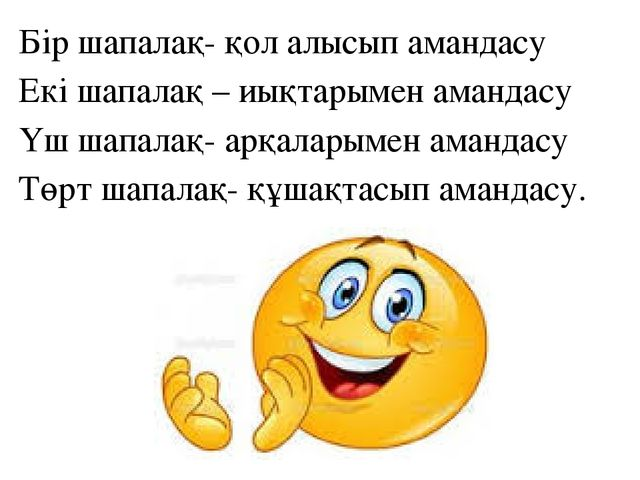 Бір шапалақ- қол алысып амандасу
Екі шапалақ – иықтарымен амандасу
Үш шапалақ- арқаларымен амандасу
Төрт шапалақ- құшақтасып амандасу.